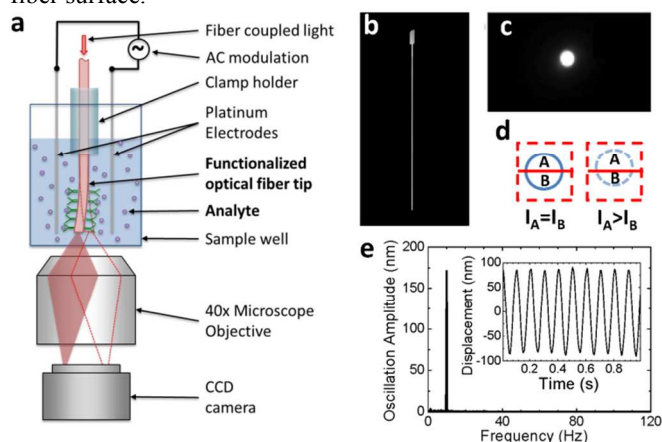 fiber surface.
a
Fiber coupled light
AC modulation
Clamp holder
Platinum
Electrodes
Functionalized
optical fiber tip
Analyte
Sample well
40x Microscope
Objective
CCD
camera
b
c
d
A
B
A
B
I_A=I_B
I_A>I_B
e
Oscillation Amplitude (nm)
200
150
100
50
0
0
40
80
120
Frequency (Hz)
Displacement (nm)
100
50
0
-50
-100
0.2
0.4
0.6
0.8
Time (s)